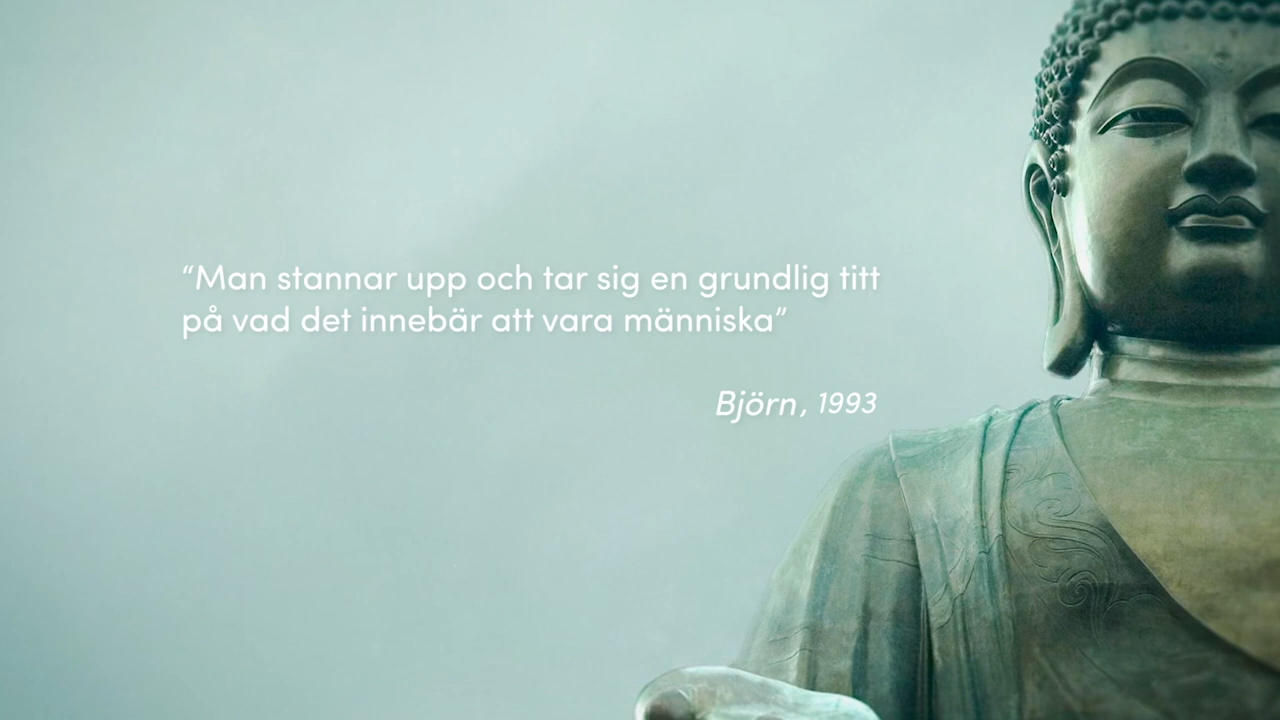 “Man stannar upp och tar sig en grundlig titt
på vad det innebär att vara människa”
Björn, 1993